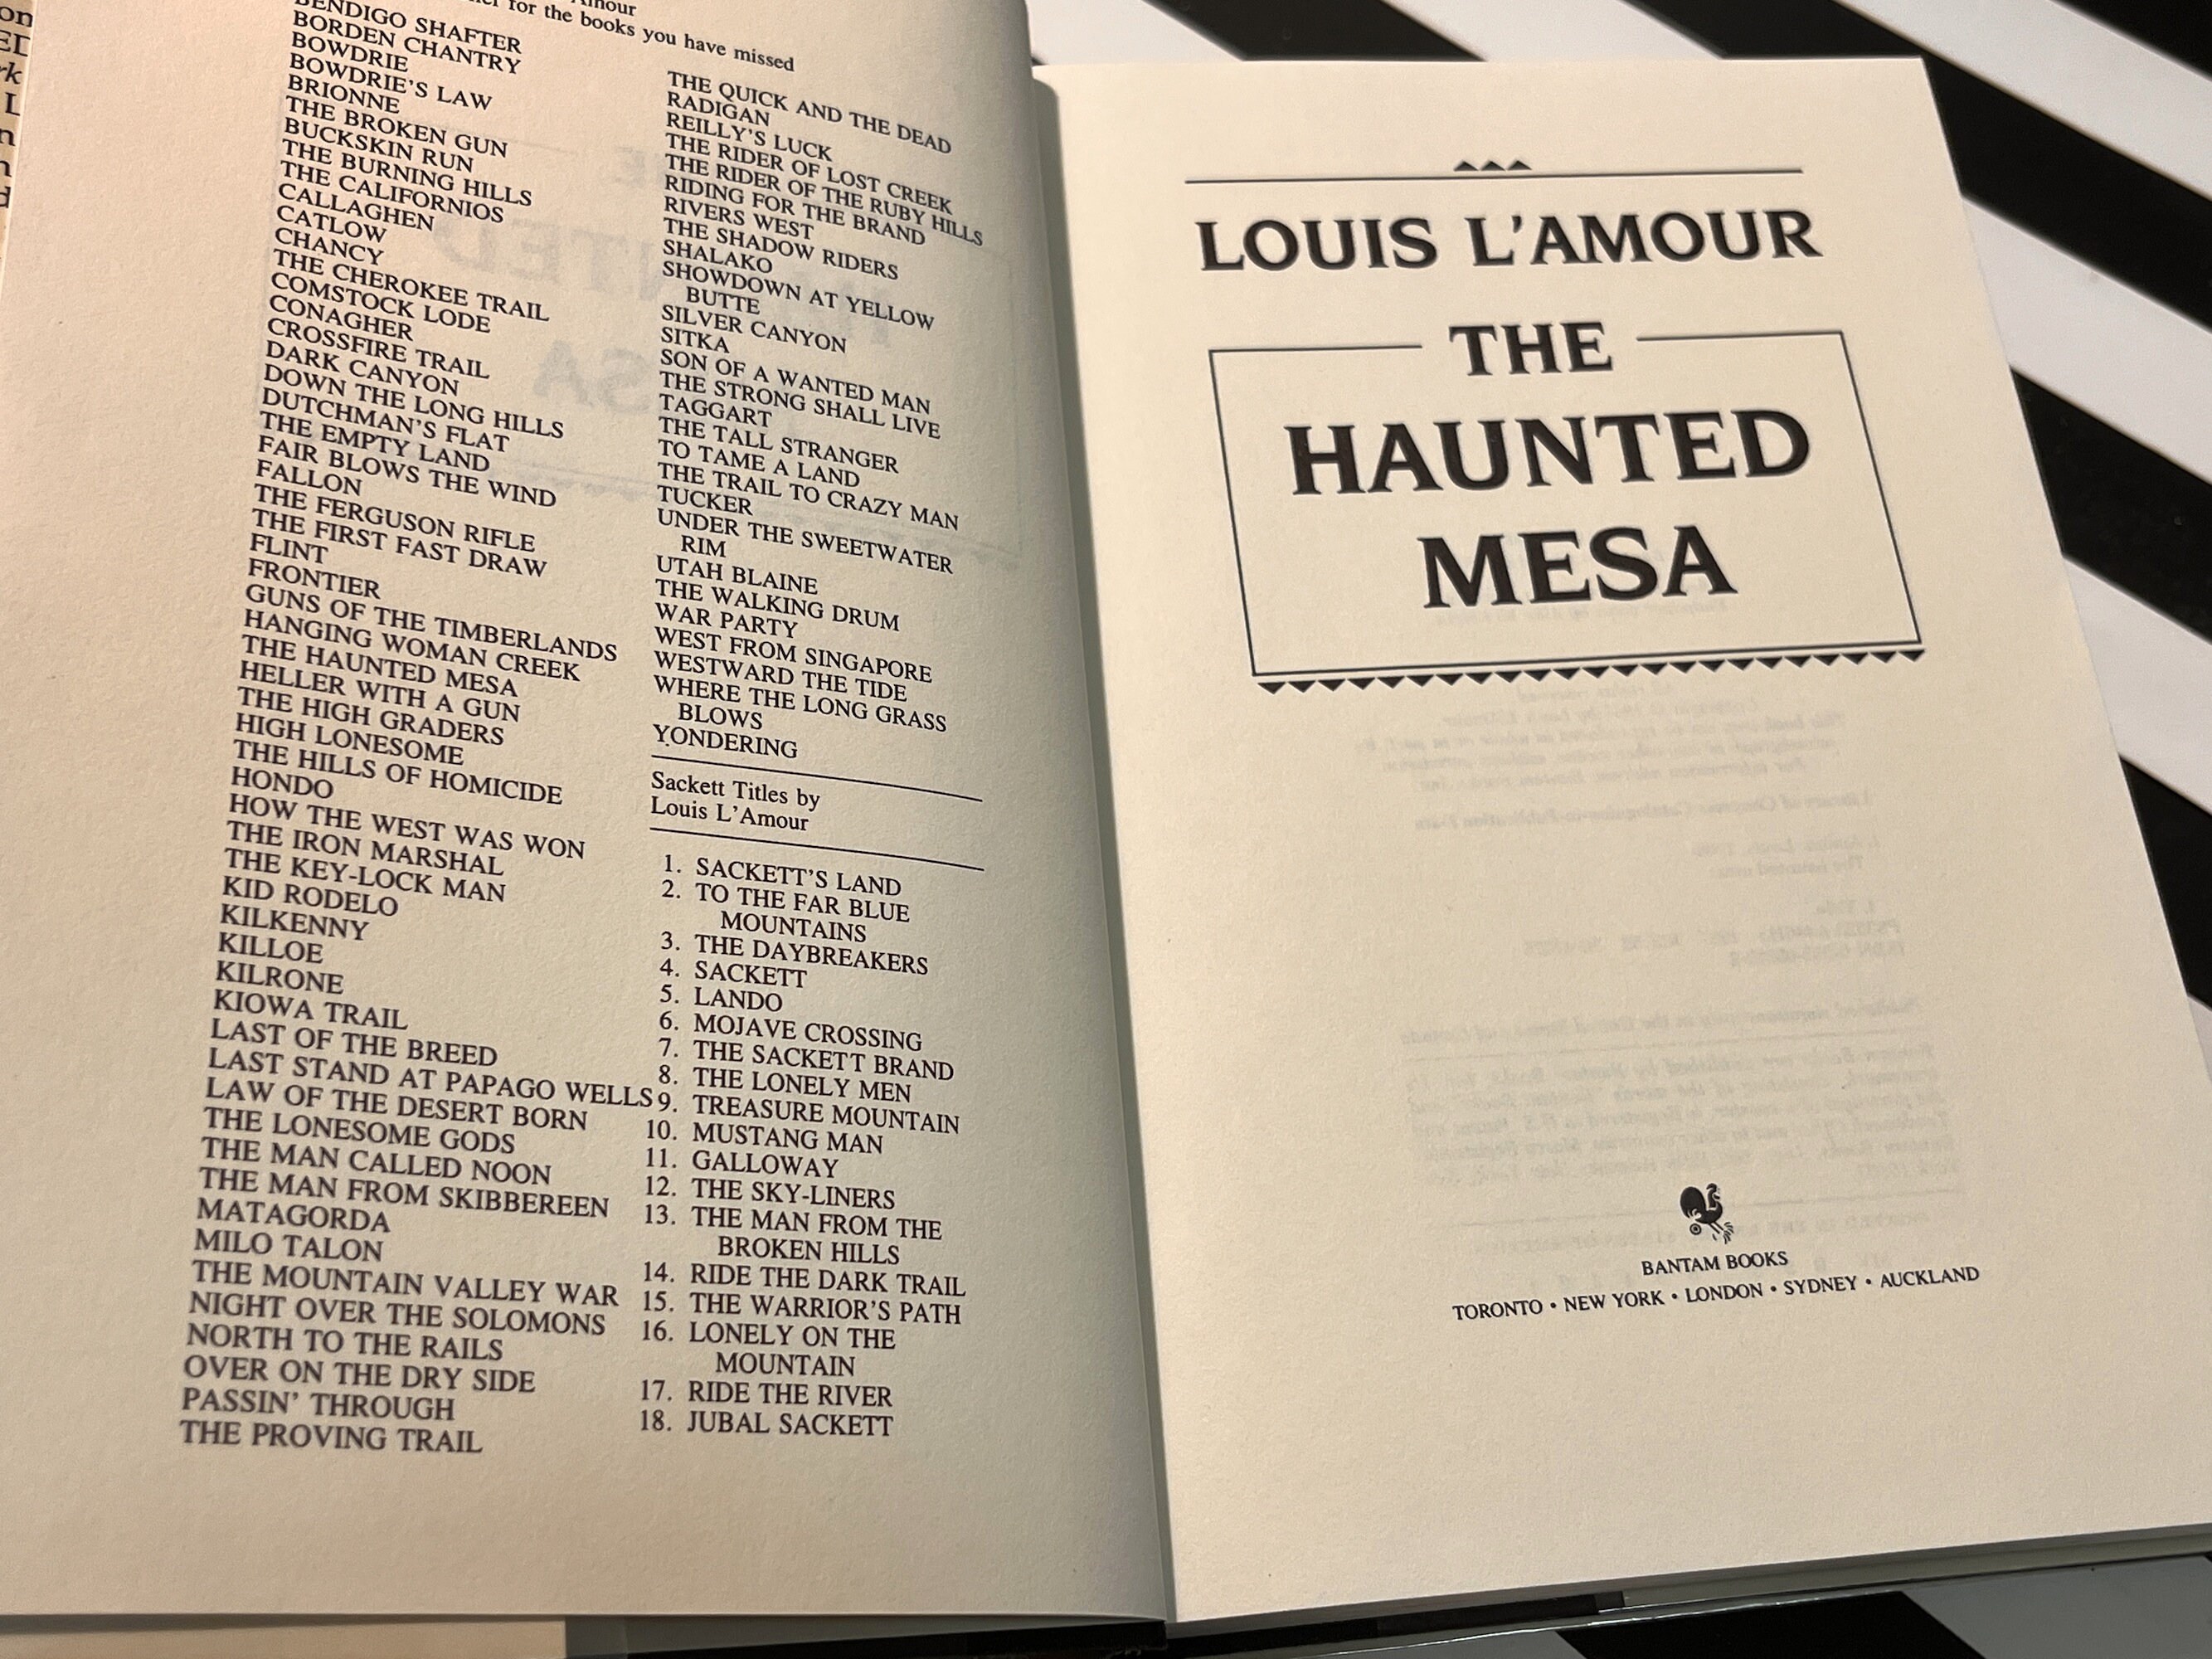 for the books you have missed
BENDIGO SHAFTER
BORDEN CHANTRY
BOWDRIE
BOWDRIE'S LAW
BRIONNE
THE BROKEN GUN
BUCKSKIN RUN
THE BURNING HILLS
THE CALIFORNIOS
CALLAGHEN
CATLOW
CHANCY
THE CHEROKEE TRAIL
COMSTOCK LODE
CONAGHER
CROSSFIRE TRAIL
DARK CANYON
DOWN THE LONG HILLS
DUTCHMAN'S FLAT
THE EMPTY LAND
FAIR BLOWS THE WIND
FALLON
THE FERGUSON RIFLE
THE FIRST FAST DRAW
FLINT
FRONTIER
GUNS OF THE TIMBERLANDS
HANGING WOMAN CREEK
THE HAUNTED MESA
HELLER WITH A GUN
THE HIGH GRADERS
HIGH LONESOME
THE HILLS OF HOMICIDE
HONDO
HOW THE WEST WAS WON
THE IRON MARSHAL
THE KEY-LOCK MAN
KID RODELO
KILKENNY
KILLOE
KILRONE
KIOWA TRAIL
LAST OF THE BREED
LAST STAND AT PAPAGO WELLS
LAW OF THE DESERT BORN
THE LONESOME GODS
THE MAN CALLED NOON
THE MAN FROM SKIBBEREEN
MATAGORDA
MILO TALON
THE MOUNTAIN VALLEY WAR
NIGHT OVER THE SOLOMONS
NORTH TO THE RAILS
OVER ON THE DRY SIDE
PASSIN' THROUGH
THE PROVING TRAIL
THE QUICK AND THE DEAD
RADIGAN
REILLY'S LUCK
THE RIDER OF LOST CREEK
THE RIDER OF THE RUBY HILLS
RIDING FOR THE BRAND
RIVERS WEST
THE SHADOW RIDERS
SHALAKO
SHOWDOWN AT YELLOW
BUTTE
SILVER CANYON
SITKA
SON OF A WANTED MAN
THE STRONG SHALL LIVE
TAGGART
THE TALL STRANGER
TO TAME A LAND
THE TRAIL TO CRAZY MAN
TUCKER
UNDER THE SWEETWATER
RIM
UTAH BLAINE
THE WALKING DRUM
WAR PARTY
WEST FROM SINGAPORE
WESTWARD THE TIDE
WHERE THE LONG GRASS
BLOWS
YONDERING
Sackett Titles by
Louis L'Amour
1. SACKETT'S LAND
2. TO THE FAR BLUE
MOUNTAINS
3. THE DAYBREAKERS
4. SACKETT
5. LANDO
6. MOJAVE CROSSING
7. THE SACKETT BRAND
8. THE LONELY MEN
9. TREASURE MOUNTAIN
10. MUSTANG MAN
11. GALLOWAY
12. THE SKY-LINERS
13. THE MAN FROM THE
BROKEN HILLS
14. RIDE THE DARK TRAIL
15. THE WARRIOR'S PATH
16. LONELY ON THE
MOUNTAIN
17. RIDE THE RIVER
18. JUBAL SACKETT
LOUIS L'AMOUR
THE
HAUNTED
MESA
BANTAM BOOKS
TORONTO • NEW YORK • LONDON • SYDNEY • AUCKLAND